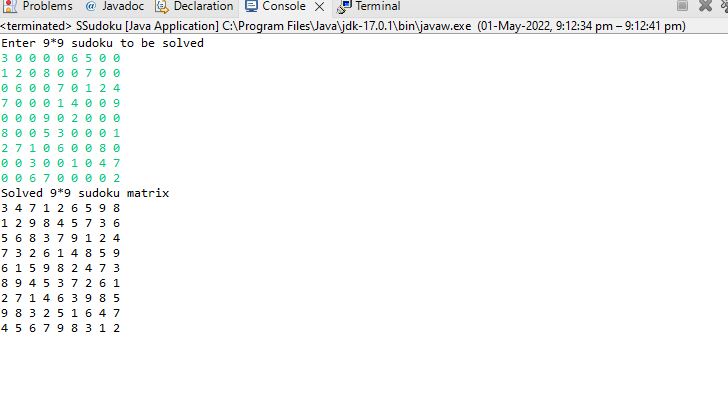 Problems @ Javadoc Declaration Console Terminal
<terminated> SSudoku [Java Application] C:\Program Files\Java\jdk-17.0.1\bin\javaw.exe (01-May-2022, 9:12:34 pm – 9:12:41 pm)
Enter 9*9 sudoku to be solved
3 0 0 0 0 6 5 0 0
1 2 0 8 0 0 7 0 0
0 6 0 0 7 0 1 2 4
7 0 0 0 1 4 0 0 9
0 0 0 9 0 2 0 0 0
8 0 0 5 3 0 0 0 1
2 7 1 0 6 0 0 8 0
0 0 3 0 0 1 0 4 7
0 0 6 7 0 0 0 0 2
Solved 9*9 sudoku matrix
3 4 7 1 2 6 5 9 8
1 2 9 8 4 5 7 3 6
5 6 8 3 7 9 1 2 4
7 3 2 6 1 4 8 5 9
6 1 5 9 8 2 4 7 3
8 9 4 5 3 7 2 6 1
2 7 1 4 6 3 9 8 5
9 8 3 2 5 1 6 4 7
4 5 6 7 9 8 3 1 2